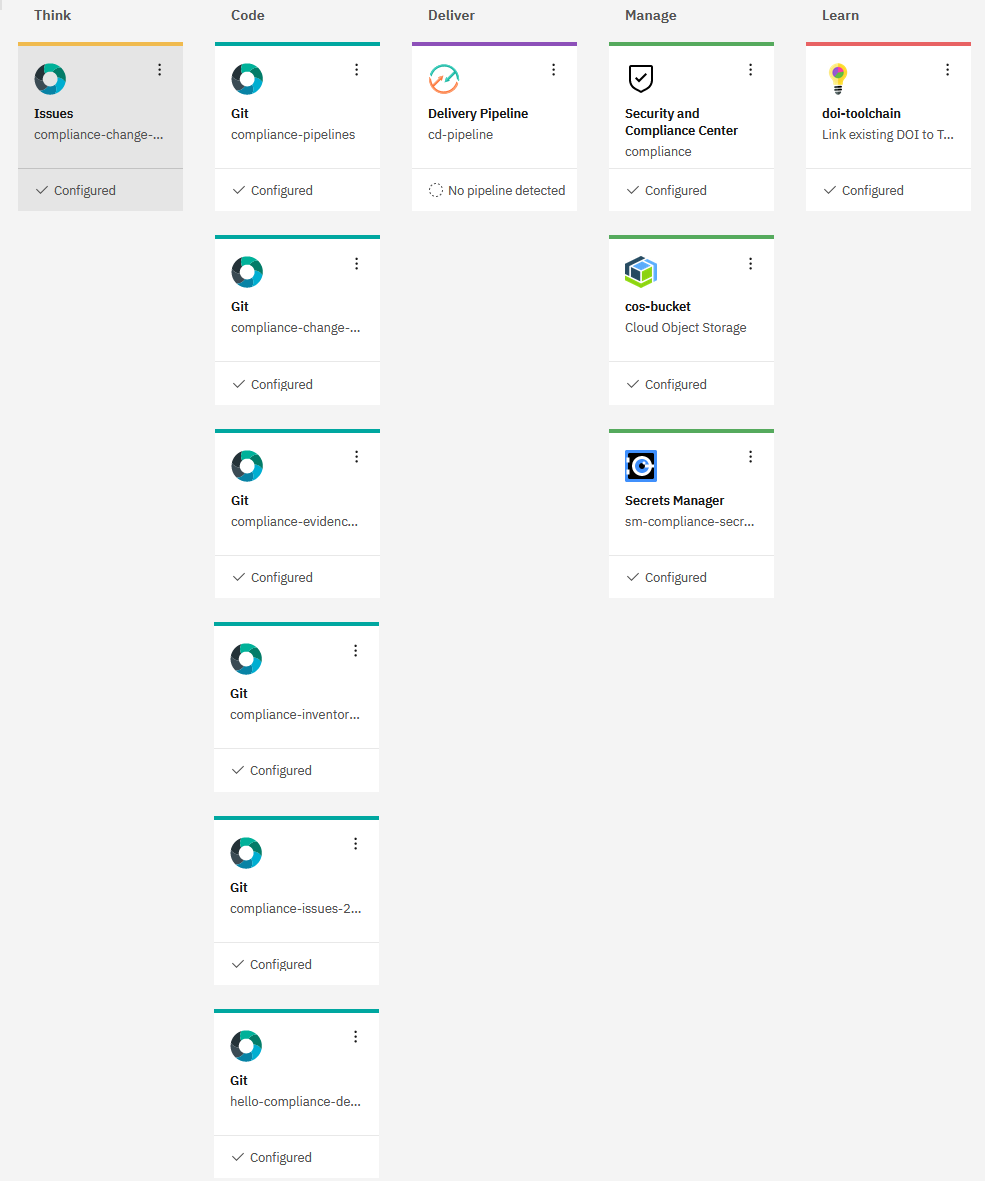 Think
Code
Deliver
Manage
Learn
Issues
compliance-change-...
Configured
Git
compliance-pipelines
Configured
Delivery Pipeline
cd-pipeline
No pipeline detected
Security and
Compliance Center
compliance
Configured
doi-toolchain
Link existing DOI to T...
Configured
Git
compliance-change-...
Configured
cos-bucket
Cloud Object Storage
Configured
Git
compliance-evidenc...
Configured
Secrets Manager
sm-compliance-secr...
Configured
Git
compliance-inventor...
Configured
Git
compliance-issues-2...
Configured
Git
hello-compliance-de...
Configured